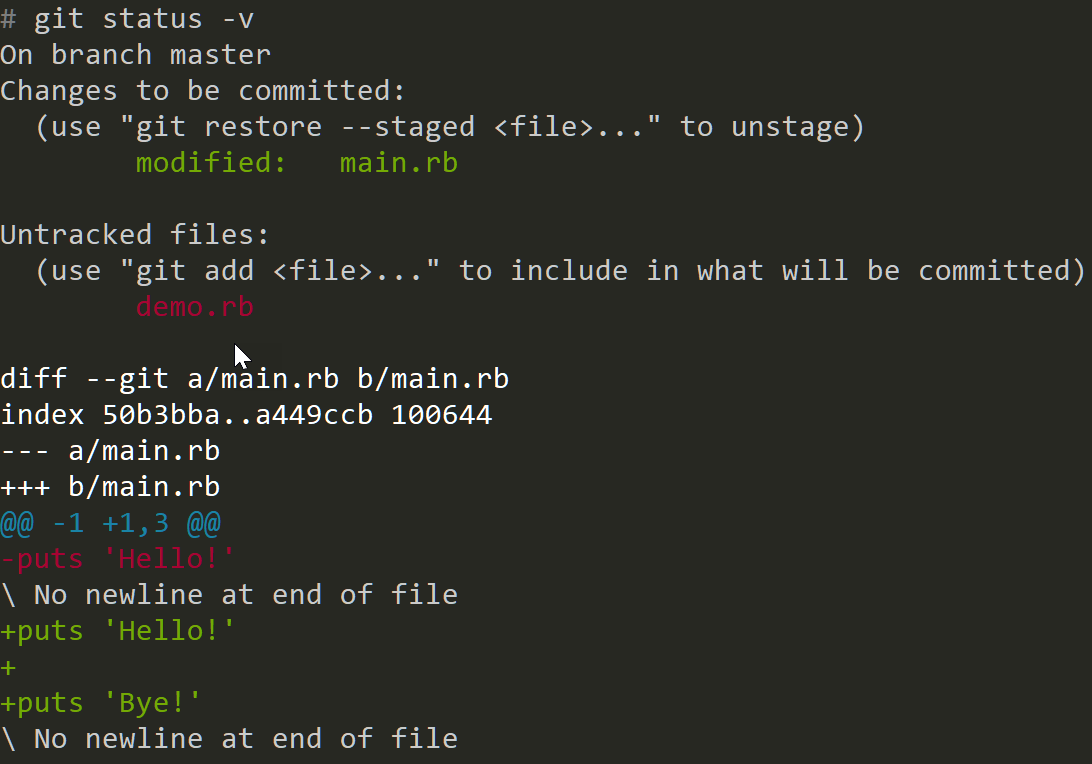 # git status -v
On branch master
Changes to be committed:
  (use "git restore --staged <file>..." to unstage)
        modified:   main.rb

Untracked files:
  (use "git add <file>..." to include in what will be committed)
        demo.rb

diff --git a/main.rb b/main.rb
index 50b3bba..a449ccb 100644
--- a/main.rb
+++ b/main.rb
@@ -1 +1,3 @@
-puts 'Hello!'
\ No newline at end of file
+puts 'Hello!'
+
+puts 'Bye!'
\ No newline at end of file